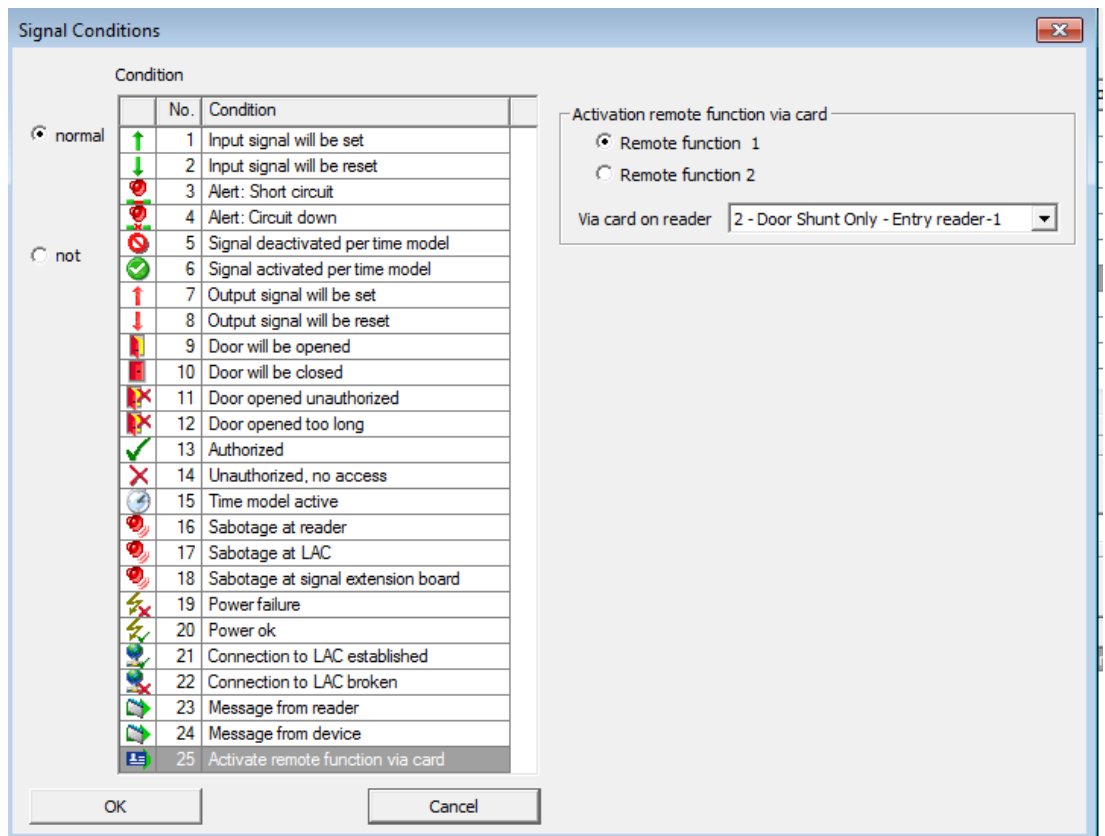 Signal Conditions
Condition
normal
not
No. Condition
1 Input signal will be set
2 Input signal will be reset
3 Alert: Short circuit
4 Alert: Circuit down
5 Signal deactivated per time model
6 Signal activated per time model
7 Output signal will be set
8 Output signal will be reset
9 Door will be opened
10 Door will be closed
11 Door opened unauthorized
12 Door opened too long
13 Authorized
14 Unauthorized, no access
15 Time model active
16 Sabotage at reader
17 Sabotage at LAC
18 Sabotage at signal extension board
19 Power failure
20 Power ok
21 Connection to LAC established
22 Connection to LAC broken
23 Message from reader
24 Message from device
25 Activate remote function via card
Activation remote function via card
Remote function 1
Remote function 2
Via card on reader 2 - Door Shunt Only - Entry reader-1
OK
Cancel